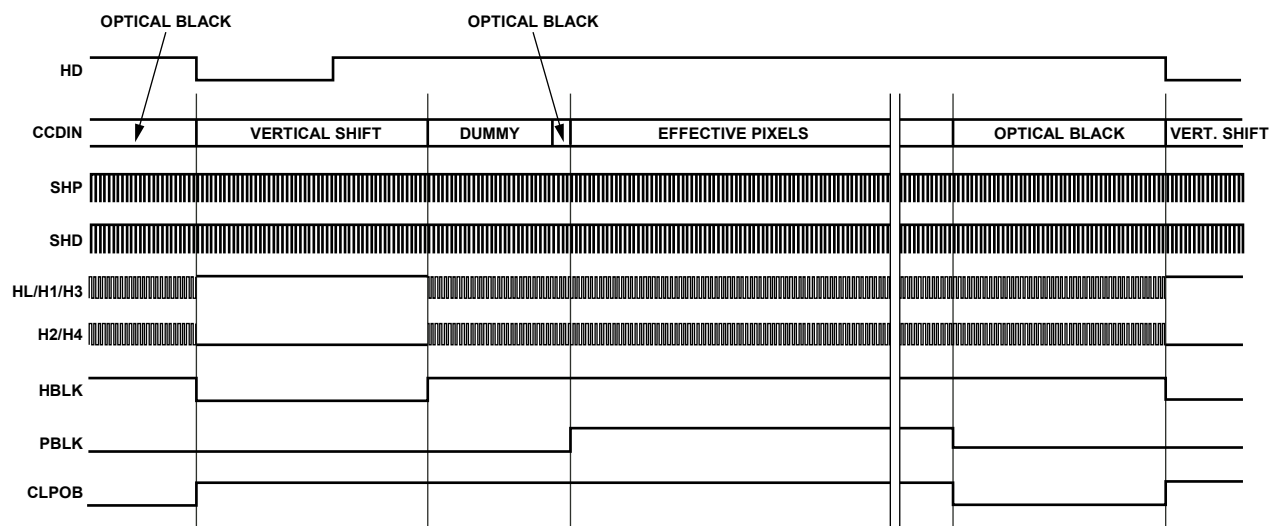 OPTICAL BLACK
OPTICAL BLACK
HD
CCDIN
VERTICAL SHIFT
DUMMY
EFFECTIVE PIXELS
OPTICAL BLACK
VERT. SHIFT
SHP
SHD
HL/H1/H3
H2/H4
HBLK
PBLK
CLPOB